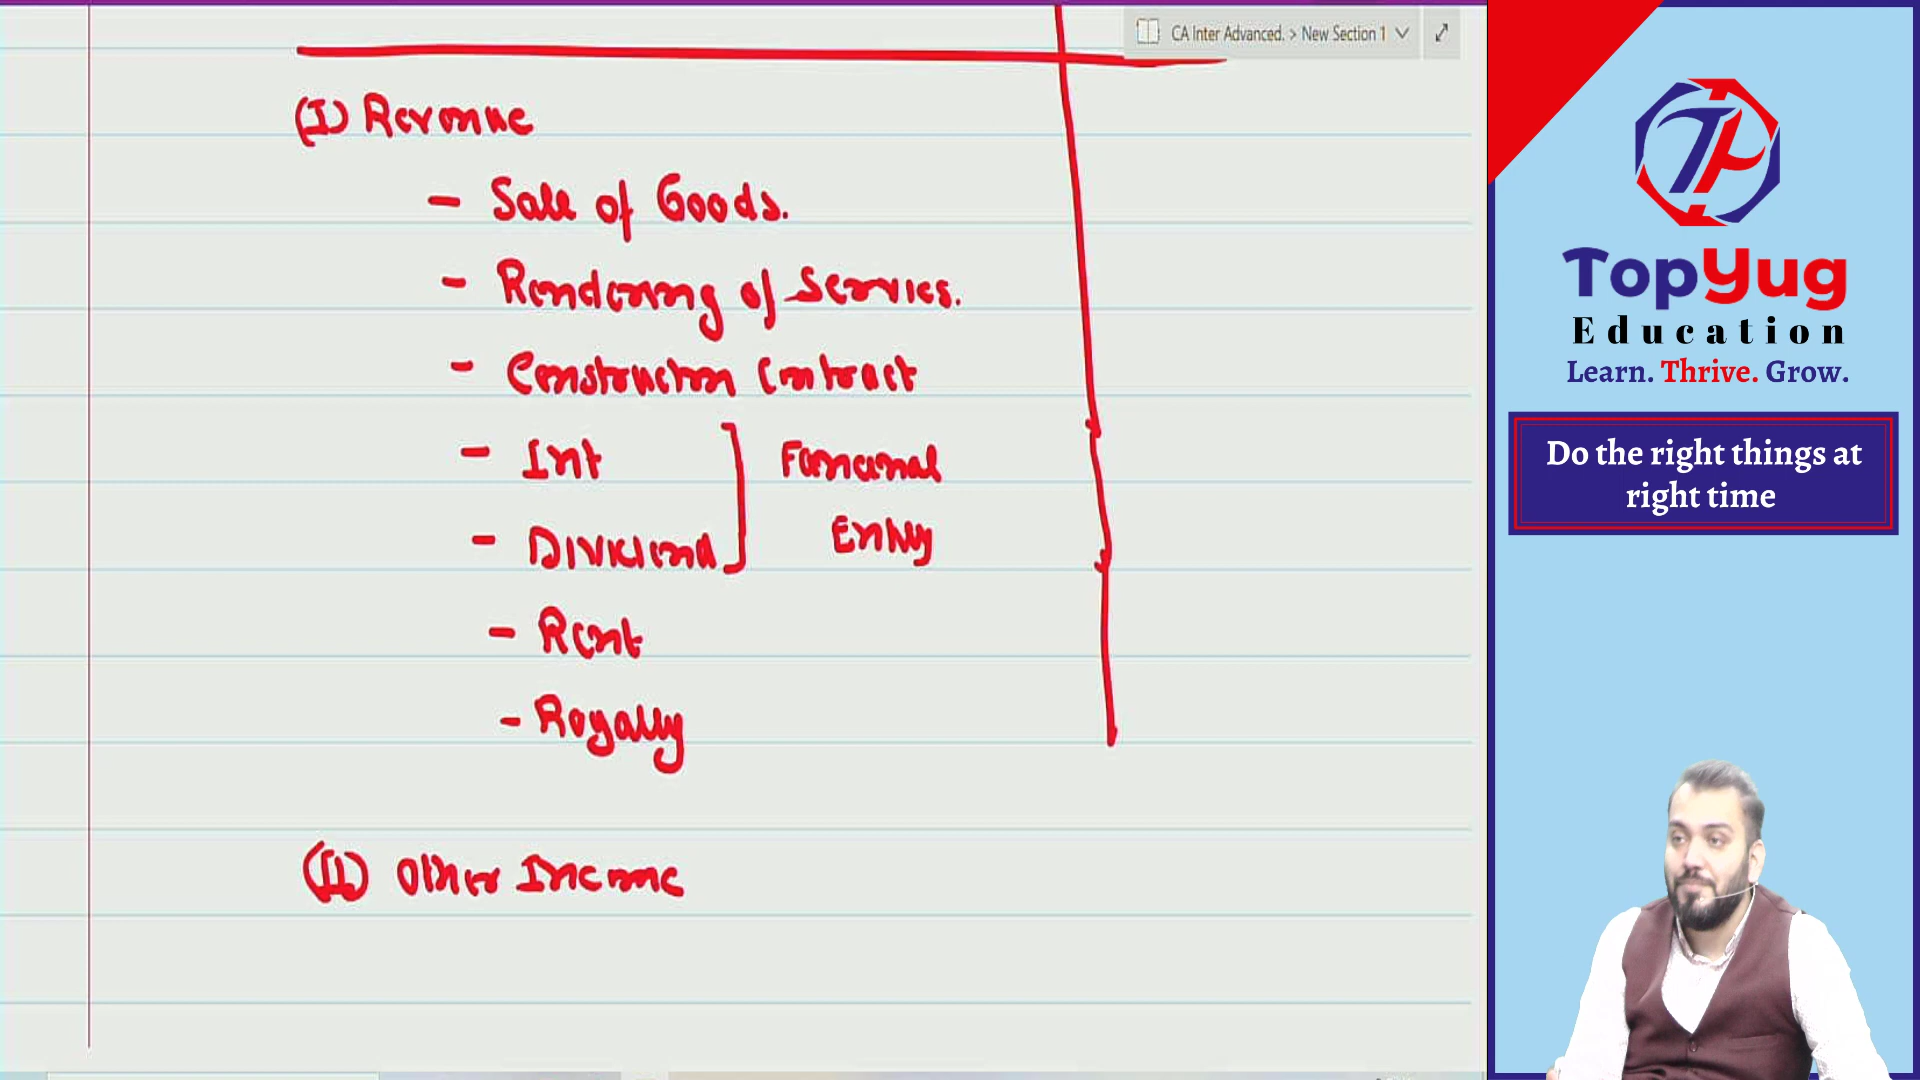 CA Inter Advanced. > New Section 1
(I) Revenue
- Sale of Goods.
- Rendering of Services.
- Construction Contract
- Int
- Dividend
Financial
Entity
- Rent
- Royalty
(II) Other Income
TopYug
Education
Learn. Thrive. Grow.
Do the right things at
right time